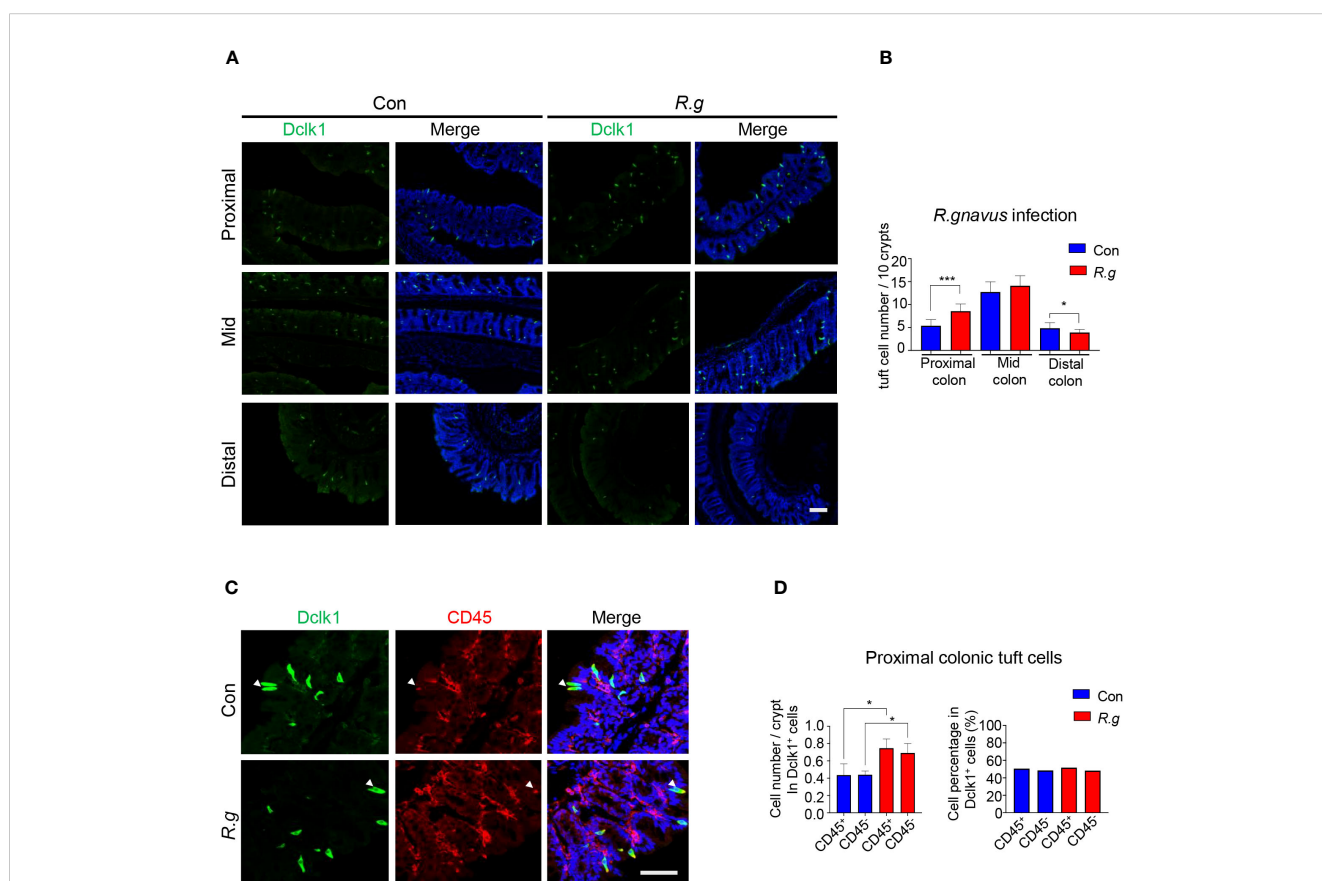 A
Con
R.g
Dclk1
Merge
Dclk1
Merge
Proximal
Mid
Distal
B
R.gnavus infection
Con
R.g
tuft cell number / 10 crypts
20
15
10
5
0
***
*
Proximal
colon
Mid
colon
Distal
colon
C
Dclk1
CD45
Merge
Con
R.g
D
Proximal colonic tuft cells
Con
R.g
Cell number / crypt
In Dclk1⁺ cells
1.0
0.8
0.6
0.4
0.2
0.0
*
*
CD45⁺
CD45⁻
CD45⁺
CD45⁻
Cell percentage in
Dclk1⁺ cells (%)
100
80
60
40
20
0
CD45⁺
CD45⁻
CD45⁺
CD45⁻